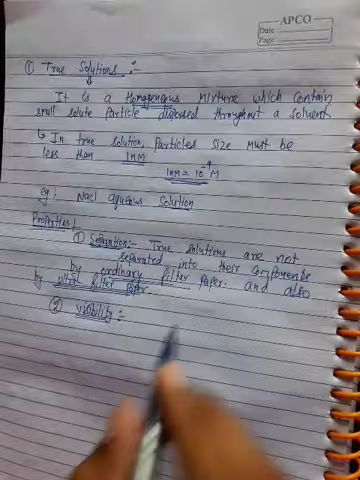 APCO
Date
Page
① True Solutions :-
It is a Homogeneous mixture which contain
small solute Particle dispersed throughout a solvent
↳ In true solution, Particles size must be
less than 1nM
1nM = 10⁻⁹ M
eg: Nacl aqueous Solution
Properties:
① Separation:- True solutions are not
separated into their Components
by ordinary filter Paper. and also
by ultra filter Paper.
② Visibility :-